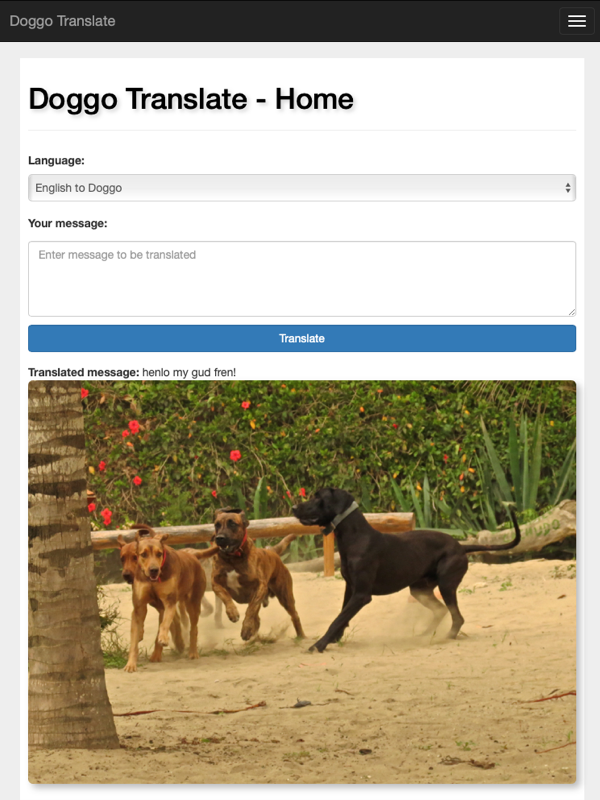 Doggo Translate
Doggo Translate - Home
Language:
English to Doggo
Your message:
Enter message to be translated
Translate
Translated message: henlo my gud fren!